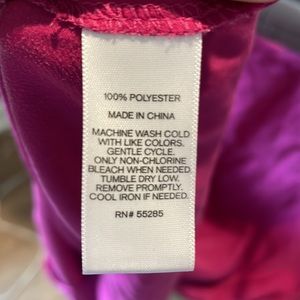 100% POLYESTER
MADE IN CHINA
MACHINE WASH COLD
WITH LIKE COLORS.
GENTLE CYCLE.
ONLY NON-CHLORINE
BLEACH WHEN NEEDED.
TUMBLE DRY LOW.
REMOVE PROMPTLY.
COOL IRON IF NEEDED.
RN# 55285